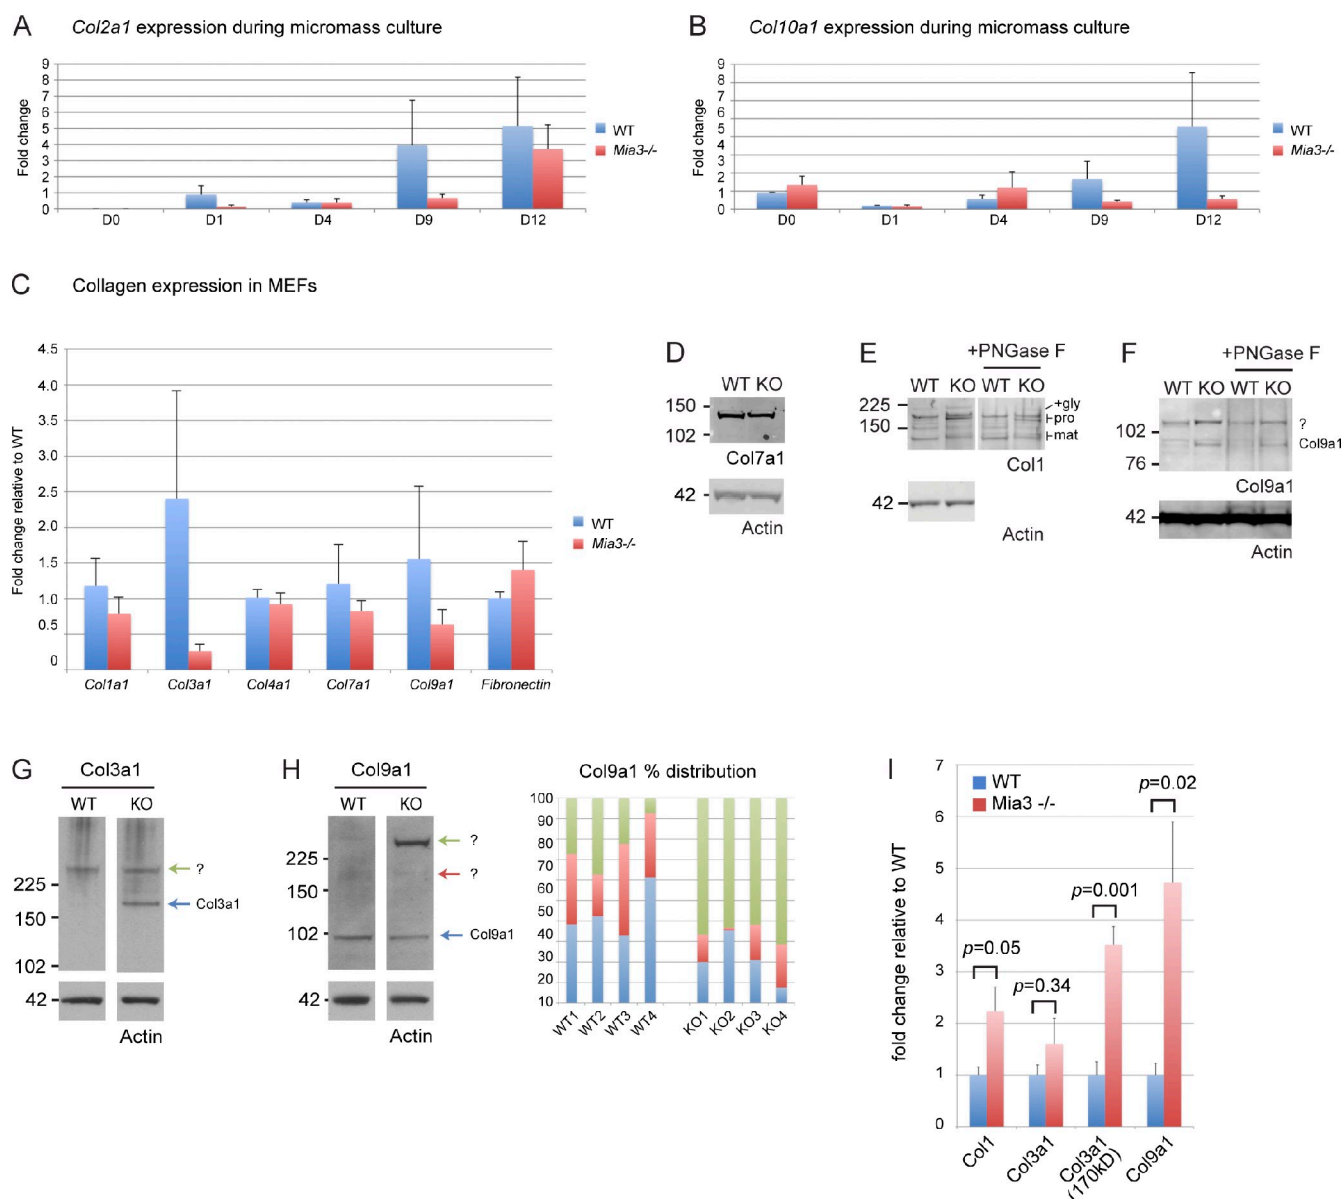 A
Col2a1 expression during micromass culture
9
8
7
6
5
4
3
2
1
0
Fold change
D0 D1 D4 D9 D12
WT
Mia3-/-
B
Col10a1 expression during micromass culture
9
8
7
6
5
4
3
2
1
0
Fold change
D0 D1 D4 D9 D12
WT
Mia3-/-
C
Collagen expression in MEFs
4.5
4.0
3.5
3.0
2.5
2.0
1.5
1.0
0.5
0
Fold change relative to WT
Col1a1 Col3a1 Col4a1 Col7a1 Col9a1 Fibronectin
WT
Mia3-/-
D
WT KO
150
102
Col7a1
42
Actin
E
+PNGase F
WT KO WT KO
225
150
+gly
pro
mat
Col1
42
Actin
F
+PNGase F
WT KO WT KO
102
76
?
Col9a1
Col9a1
42
Actin
G
Col3a1
WT KO
225
150
102
?
Col3a1
42
Actin
H
Col9a1
WT KO
225
150
102
?
?
Col9a1
42
Actin
Col9a1 % distribution
100
90
80
70
60
50
40
30
20
10
WT1 WT2 WT3 WT4 KO1 KO2 KO3 KO4
I
7
6
5
4
3
2
1
0
fold change relative to WT
WT
Mia3 -/-
p=0.05
p=0.34
p=0.001
p=0.02
Col1 Col3a1 Col3a1 Col9a1
(170kD)